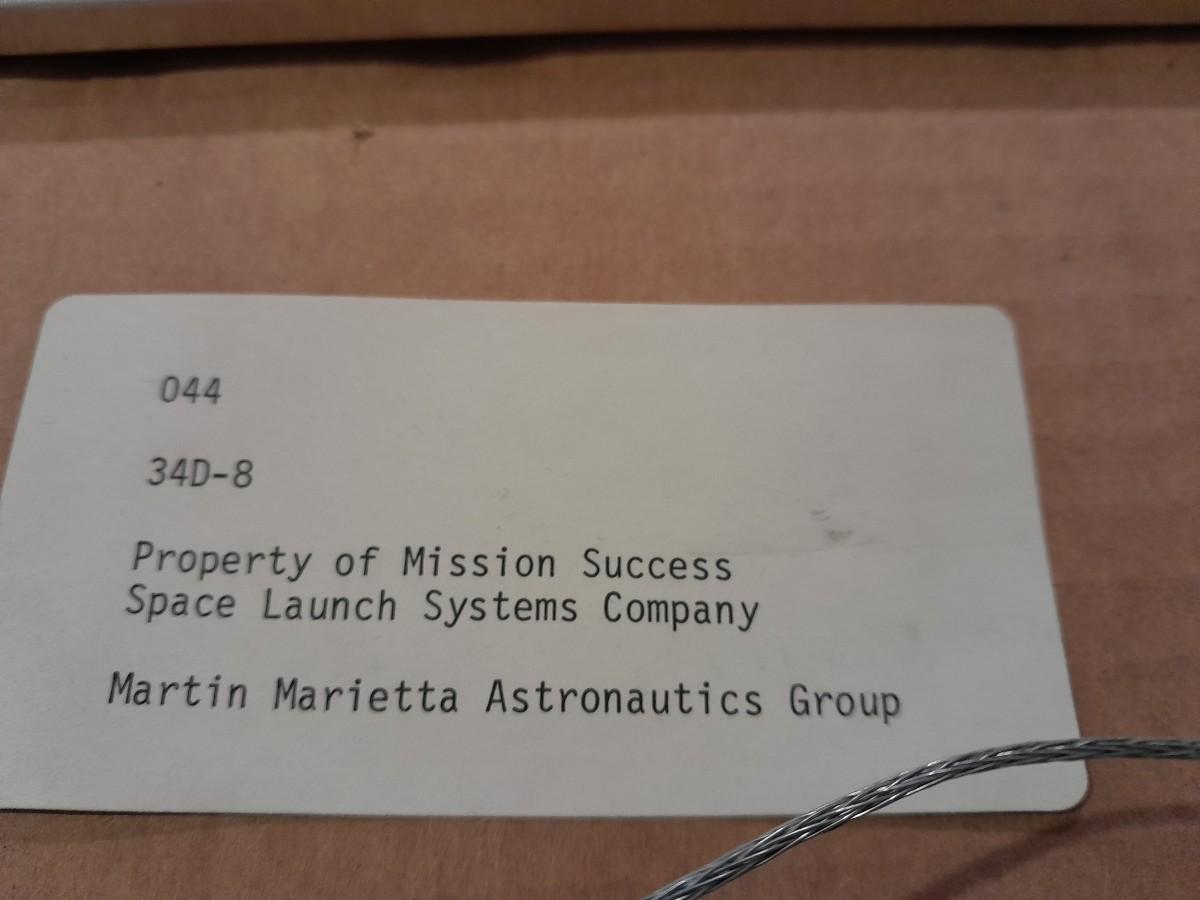 044
34D-8
Property of Mission Success
Space Launch Systems Company
Martin Marietta Astronautics Group